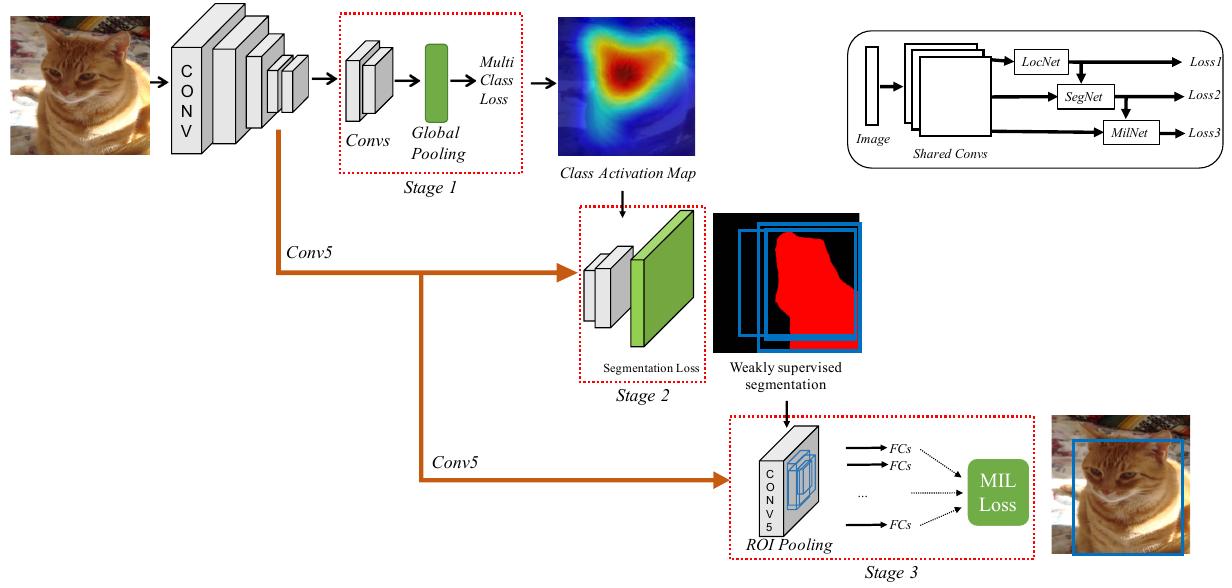 CONV
Convs
Global
Pooling
Multi
Class
Loss
Stage 1
Class Activation Map
Image
Shared Convs
LocNet
SegNet
MilNet
Loss1
Loss2
Loss3
Conv5
Segmentation Loss
Stage 2
Weakly supervised
segmentation
Conv5
CONV5
ROI Pooling
FCs
FCs
...
FCs
MIL
Loss
Stage 3